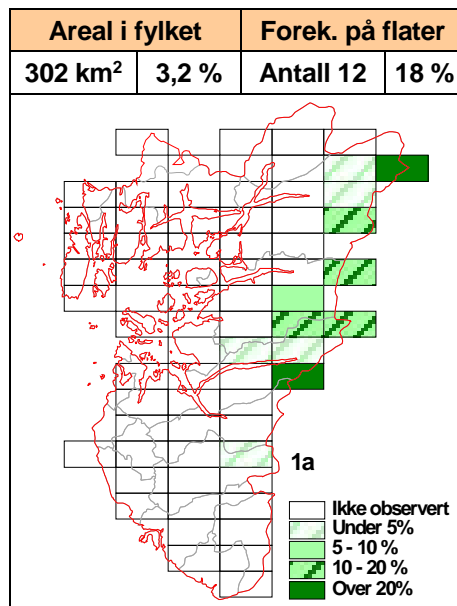 Areal i fylket Forek. på flater
302 km² 3,2 % Antall 12 18 %
1a
Ikke observert
Under 5%
5 - 10 %
10 - 20 %
Over 20%